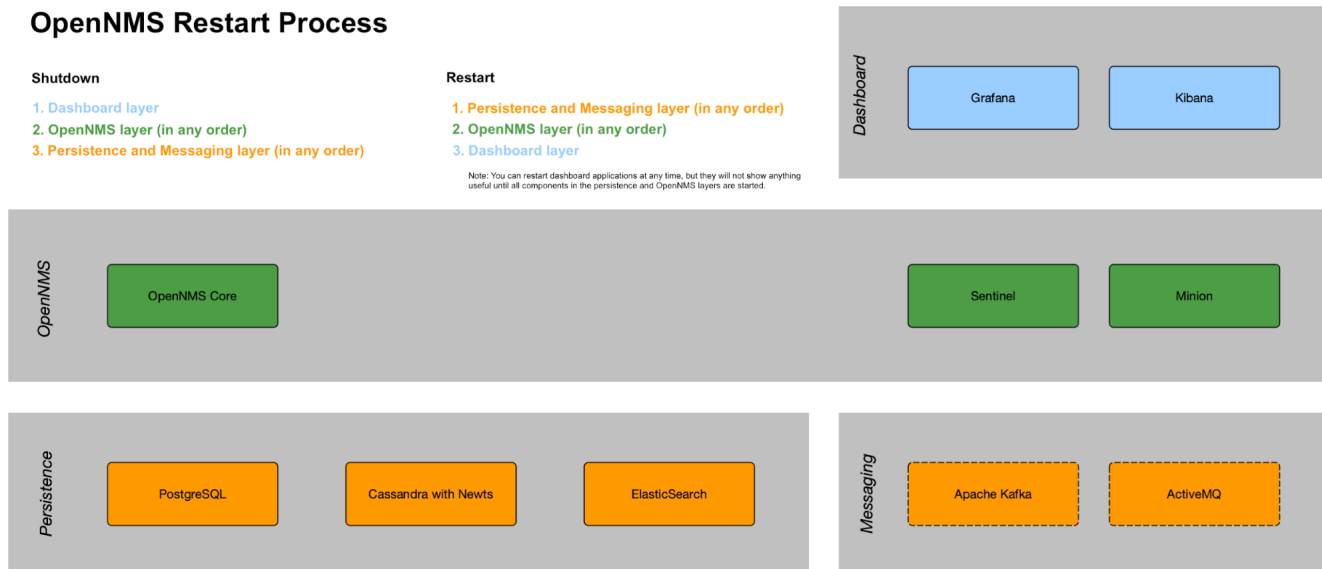 OpenNMS Restart Process
Shutdown
1. Dashboard layer
2. OpenNMS layer (in any order)
3. Persistence and Messaging layer (in any order)
Restart
1. Persistence and Messaging layer (in any order)
2. OpenNMS layer (in any order)
3. Dashboard layer
Note: You can restart dashboard applications at any time, but they will not show anything
useful until all components in the persistence and OpenNMS layers are started.
Dashboard
Grafana
Kibana
OpenNMS
OpenNMS Core
Sentinel
Minion
Persistence
PostgreSQL
Cassandra with Newts
ElasticSearch
Messaging
Apache Kafka
ActiveMQ